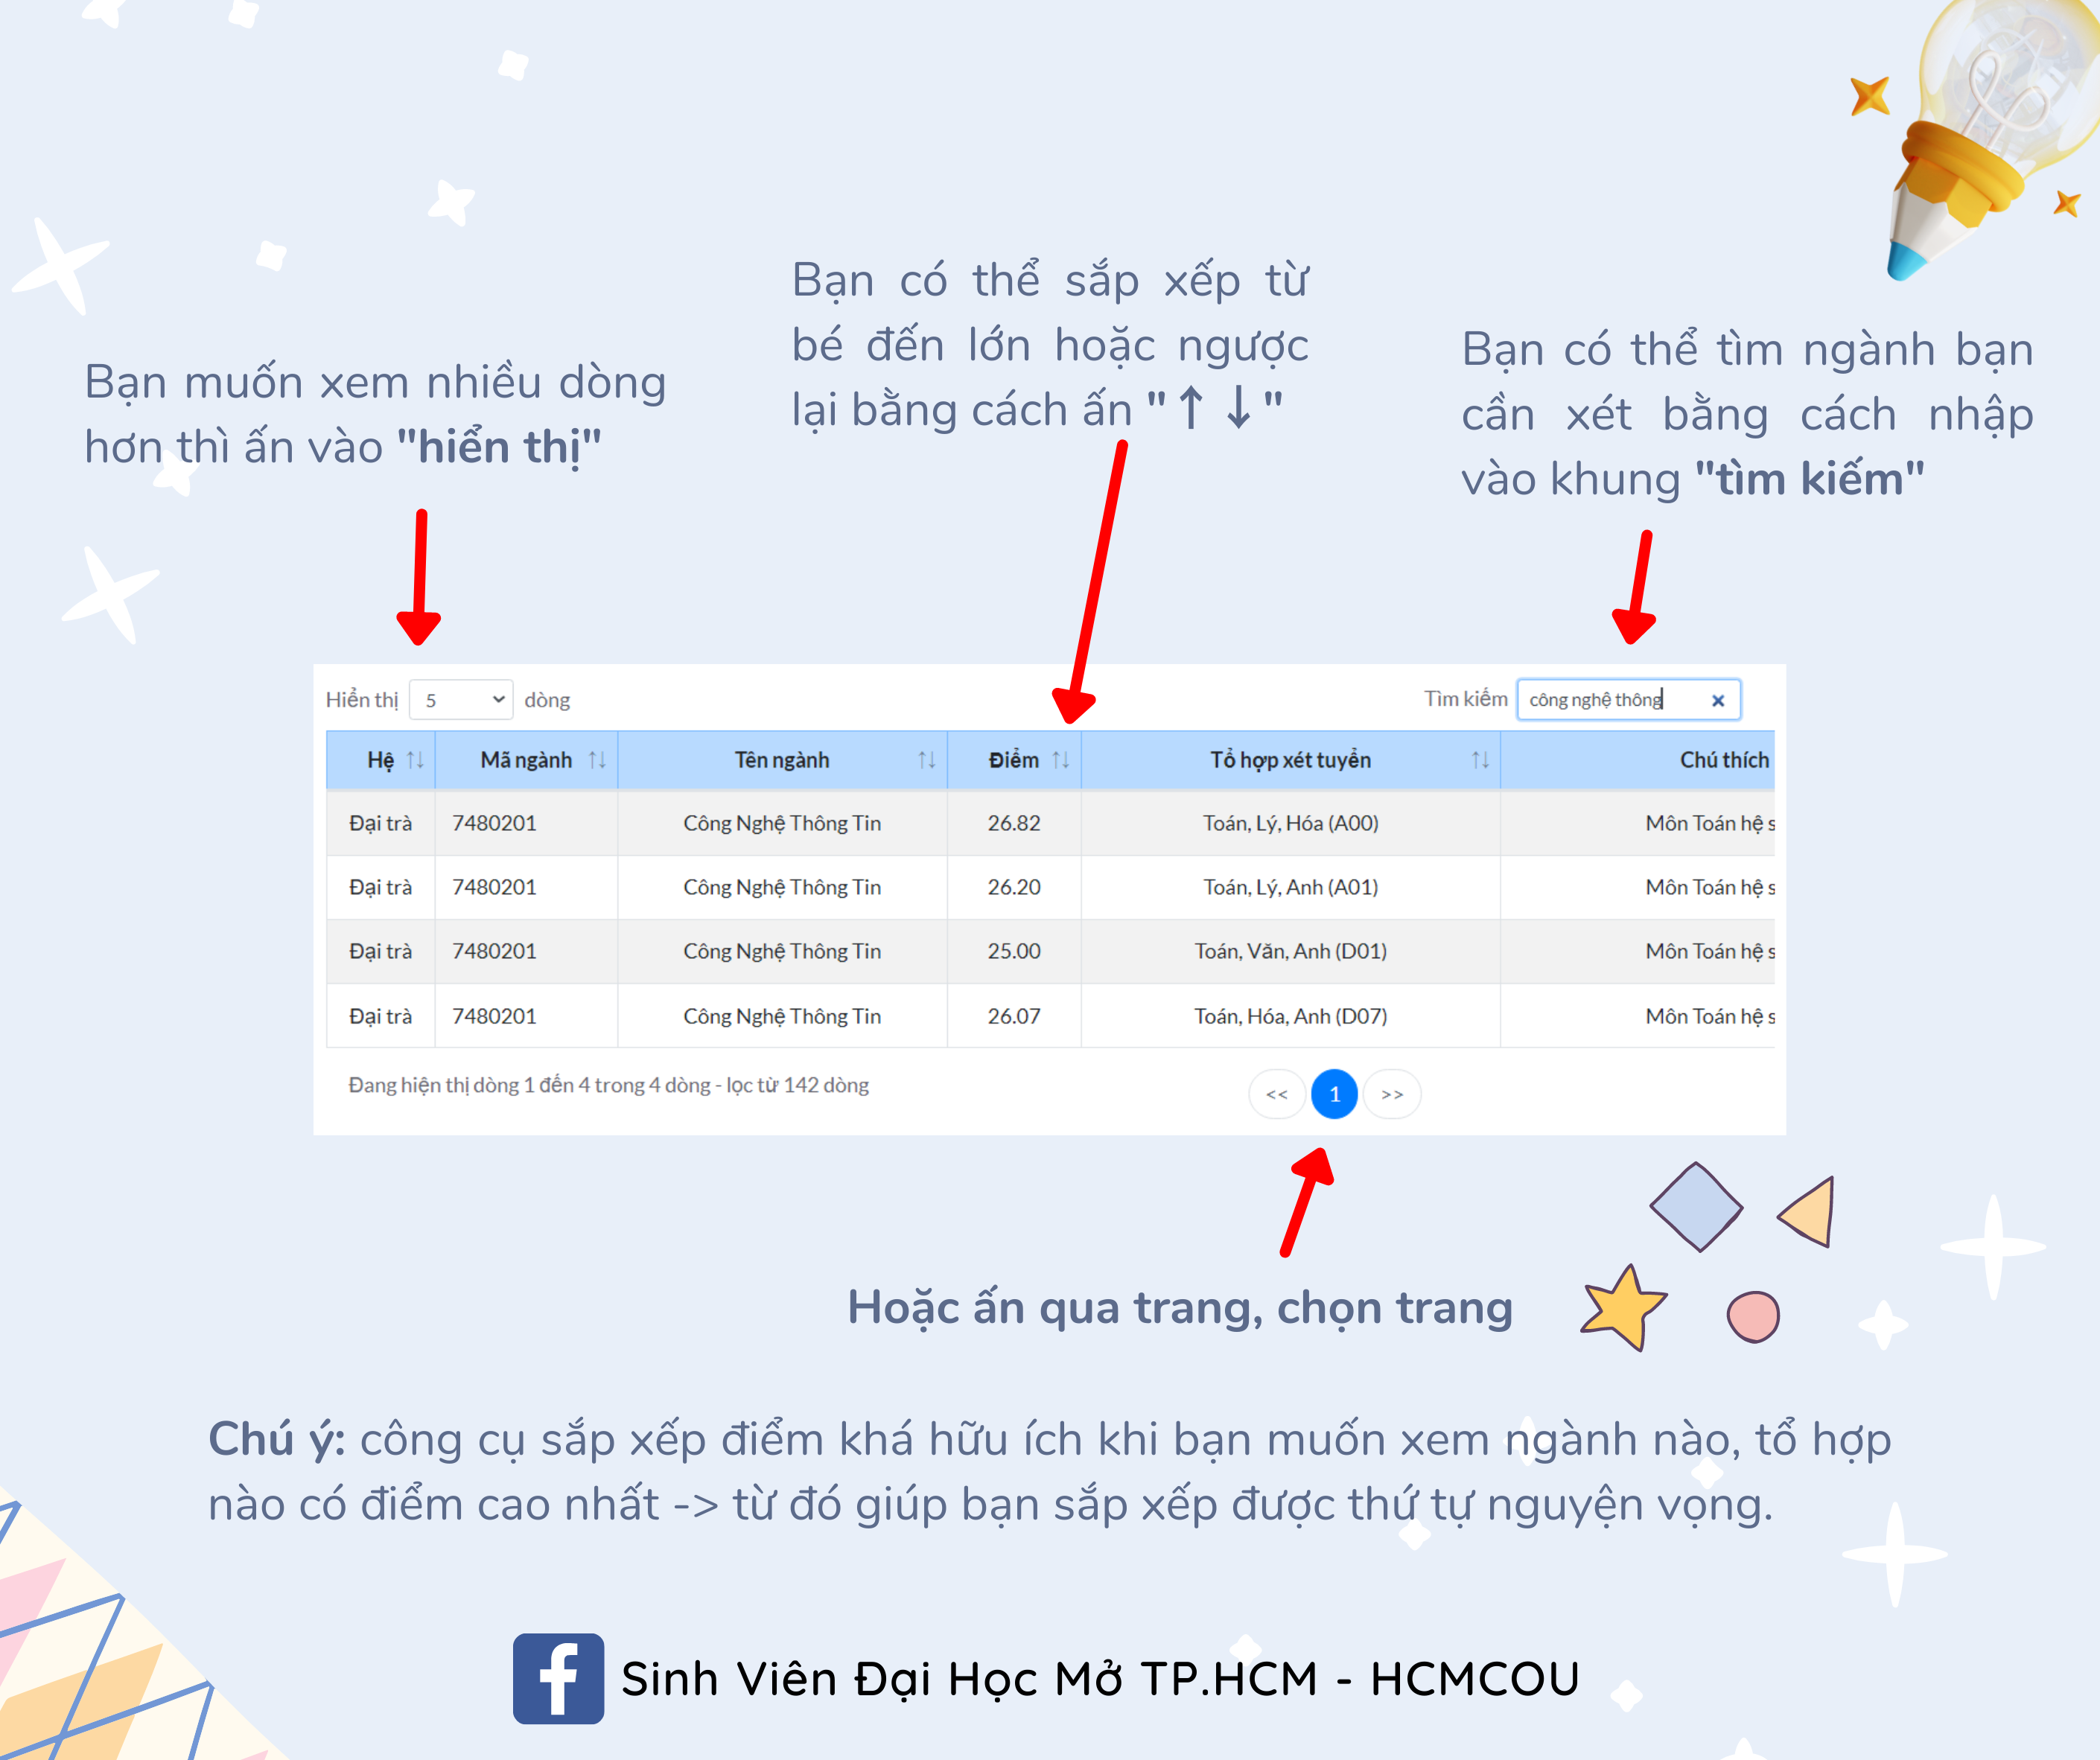 Bạn có thể sắp xếp từ
bé đến lớn hoặc ngược
lại bằng cách ấn "↑ ↓"
Bạn muốn xem nhiều dòng
hơn thì ấn vào "hiển thị"
Bạn có thể tìm ngành bạn
cần xét bằng cách nhập
vào khung "tìm kiếm"
Hiển thị 5 dòng Tìm kiếm công nghệ thông ×
Hệ ↑↓ Mã ngành ↑↓ Tên ngành ↑↓ Điểm ↑↓ Tổ hợp xét tuyển ↑↓ Chú thích
Đại trà 7480201 Công Nghệ Thông Tin 26.82 Toán, Lý, Hóa (A00) Môn Toán hệ s
Đại trà 7480201 Công Nghệ Thông Tin 26.20 Toán, Lý, Anh (A01) Môn Toán hệ s
Đại trà 7480201 Công Nghệ Thông Tin 25.00 Toán, Văn, Anh (D01) Môn Toán hệ s
Đại trà 7480201 Công Nghệ Thông Tin 26.07 Toán, Hóa, Anh (D07) Môn Toán hệ s
Đang hiện thị dòng 1 đến 4 trong 4 dòng - lọc từ 142 dòng << 1 >>
Hoặc ấn qua trang, chọn trang
Chú ý: công cụ sắp xếp điểm khá hữu ích khi bạn muốn xem ngành nào, tổ hợp
nào có điểm cao nhất -> từ đó giúp bạn sắp xếp được thứ tự nguyện vọng.
f Sinh Viên Đại Học Mở TP.HCM - HCMCOU